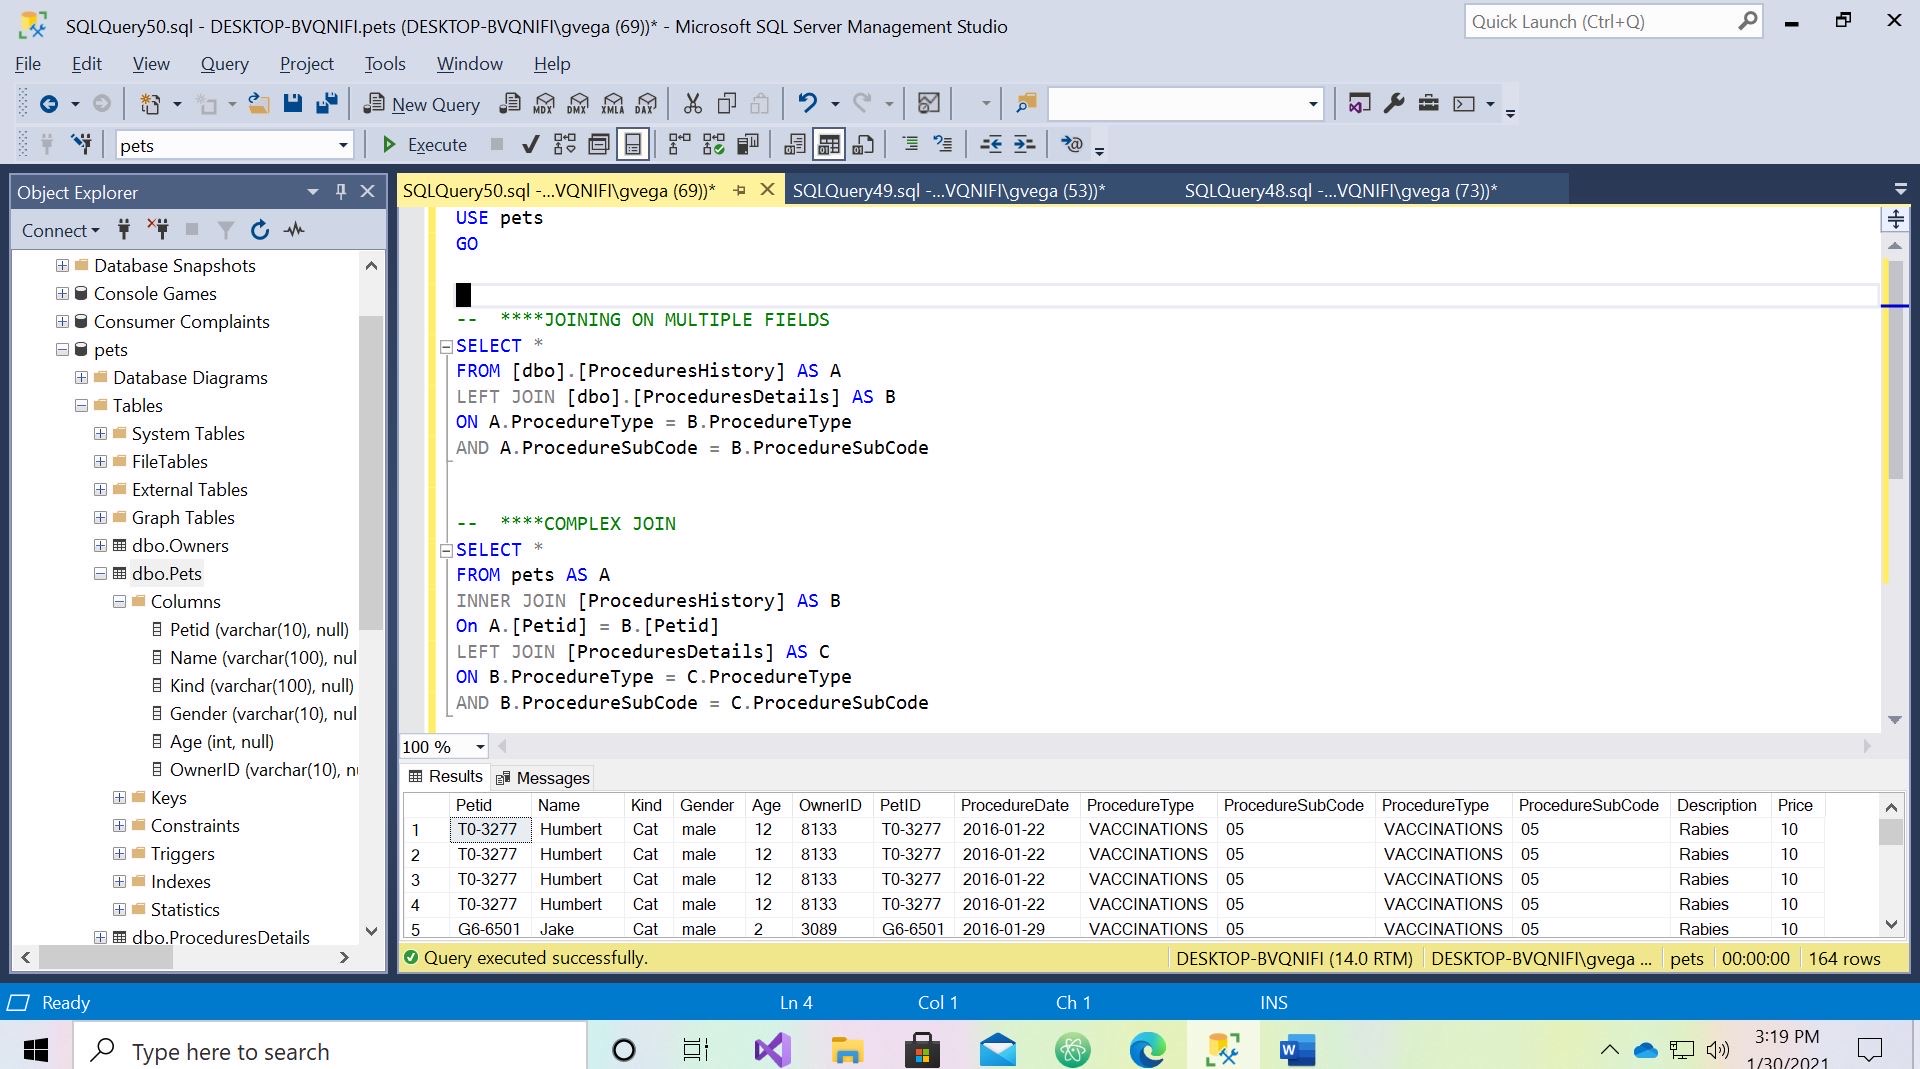 SQLQuery50.sql - DESKTOP-BVQNIFI.pets (DESKTOP-BVQNIFI\gvega (69))* - Microsoft SQL Server Management Studio
Quick Launch (Ctrl+Q)
File Edit View Query Project Tools Window Help
New Query MDX DMX XMLA DAX
pets Execute
Object Explorer
Connect
Database Snapshots
Console Games
Consumer Complaints
pets
Database Diagrams
Tables
System Tables
FileTables
External Tables
Graph Tables
dbo.Owners
dbo.Pets
Columns
Petid (varchar(10), null)
Name (varchar(100), nul
Kind (varchar(100), null)
Gender (varchar(10), nul
Age (int, null)
OwnerID (varchar(10), n
Keys
Constraints
Triggers
Indexes
Statistics
dbo.ProceduresDetails
SQLQuery50.sql -...VQNIFI\gvega (69))* SQLQuery49.sql -...VQNIFI\gvega (53))* SQLQuery48.sql -...VQNIFI\gvega (73))*
USE pets
GO
-- ****JOINING ON MULTIPLE FIELDS
SELECT *
FROM [dbo].[ProceduresHistory] AS A
LEFT JOIN [dbo].[ProceduresDetails] AS B
ON A.ProcedureType = B.ProcedureType
AND A.ProcedureSubCode = B.ProcedureSubCode
-- ****COMPLEX JOIN
SELECT *
FROM pets AS A
INNER JOIN [ProceduresHistory] AS B
On A.[Petid] = B.[Petid]
LEFT JOIN [ProceduresDetails] AS C
ON B.ProcedureType = C.ProcedureType
AND B.ProcedureSubCode = C.ProcedureSubCode
100 %
Results Messages
Petid Name Kind Gender Age OwnerID PetID ProcedureDate ProcedureType ProcedureSubCode ProcedureType ProcedureSubCode Description Price
1 T0-3277 Humbert Cat male 12 8133 T0-3277 2016-01-22 VACCINATIONS 05 VACCINATIONS 05 Rabies 10
2 T0-3277 Humbert Cat male 12 8133 T0-3277 2016-01-22 VACCINATIONS 05 VACCINATIONS 05 Rabies 10
3 T0-3277 Humbert Cat male 12 8133 T0-3277 2016-01-22 VACCINATIONS 05 VACCINATIONS 05 Rabies 10
4 T0-3277 Humbert Cat male 12 8133 T0-3277 2016-01-22 VACCINATIONS 05 VACCINATIONS 05 Rabies 10
5 G6-6501 Jake Cat male 2 3089 G6-6501 2016-01-29 VACCINATIONS 05 VACCINATIONS 05 Rabies 10
Query executed successfully. DESKTOP-BVQNIFI (14.0 RTM) DESKTOP-BVQNIFI\gvega ... pets 00:00:00 164 rows
Ready Ln 4 Col 1 Ch 1 INS
Type here to search
3:19 PM
1/30/2021